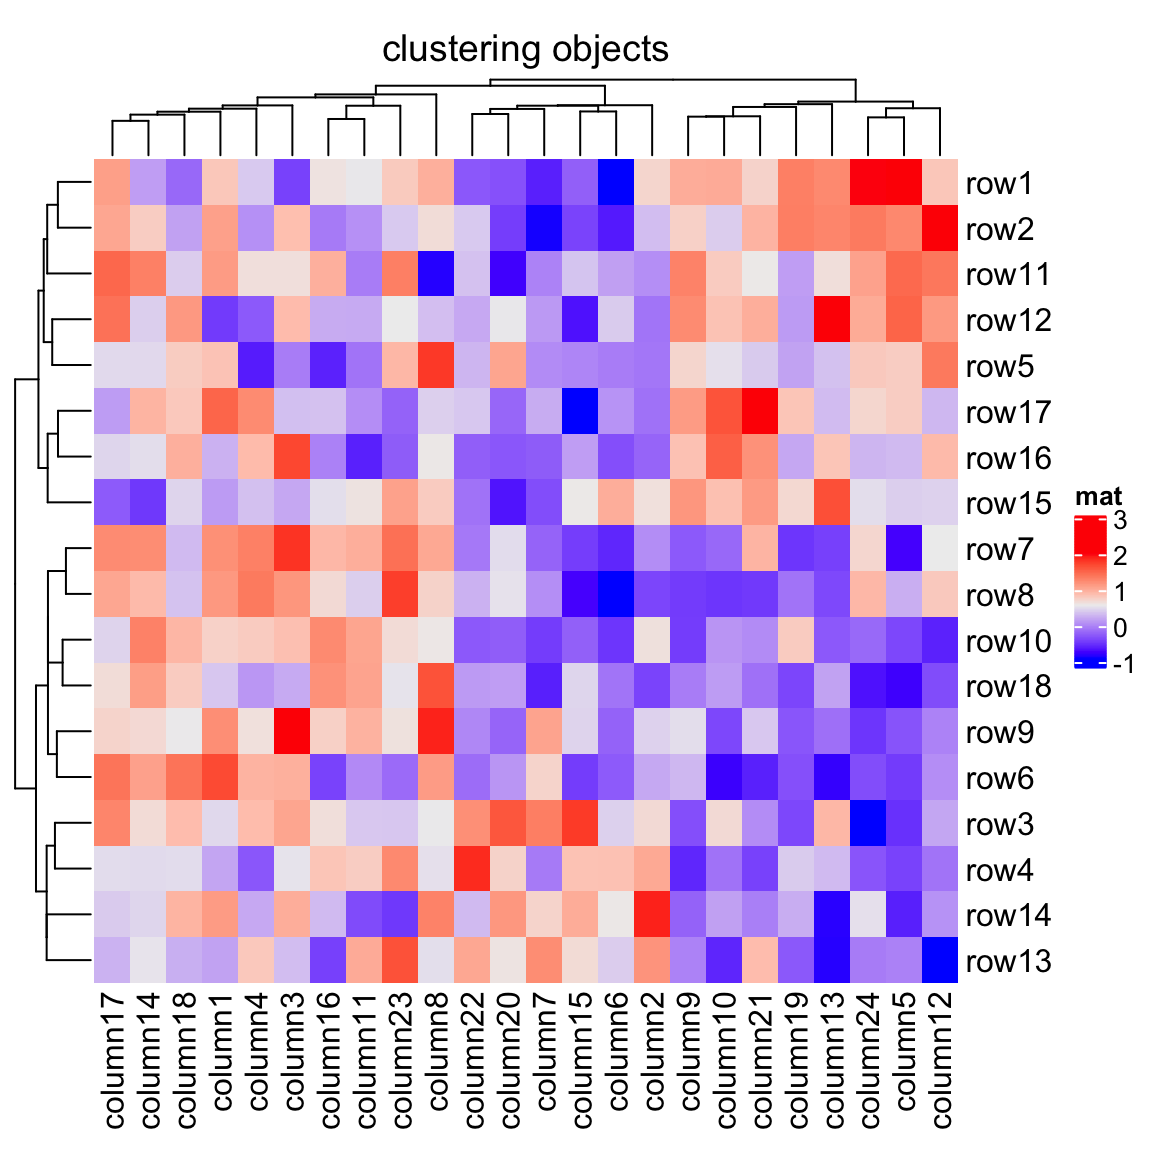 clustering objects
row1
row2
row11
row12
row5
row17
row16
row15
row7
row8
row10
row18
row9
row6
row3
row4
row14
row13
mat
3
2
1
0
-1
column17
column14
column18
column1
column4
column3
column16
column11
column23
column8
column22
column20
column7
column15
column6
column2
column9
column10
column21
column19
column13
column24
column5
column12